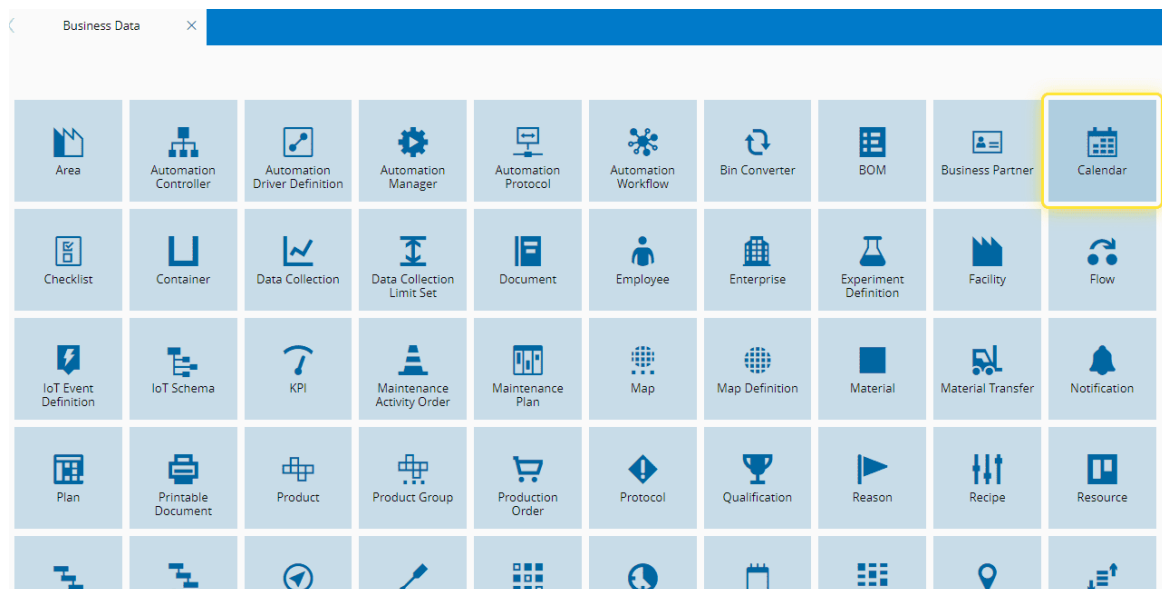 Business Data
Area
Automation
Controller
Automation
Driver Definition
Automation
Manager
Automation
Protocol
Automation
Workflow
Bin Converter
BOM
Business Partner
Calendar
Checklist
Container
Data Collection
Data Collection
Limit Set
Document
Employee
Enterprise
Experiment
Definition
Facility
Flow
IoT Event
Definition
IoT Schema
KPI
Maintenance
Activity Order
Maintenance
Plan
Map
Map Definition
Material
Material Transfer
Notification
Plan
Printable
Document
Product
Product Group
Production
Order
Protocol
Qualification
Reason
Recipe
Resource